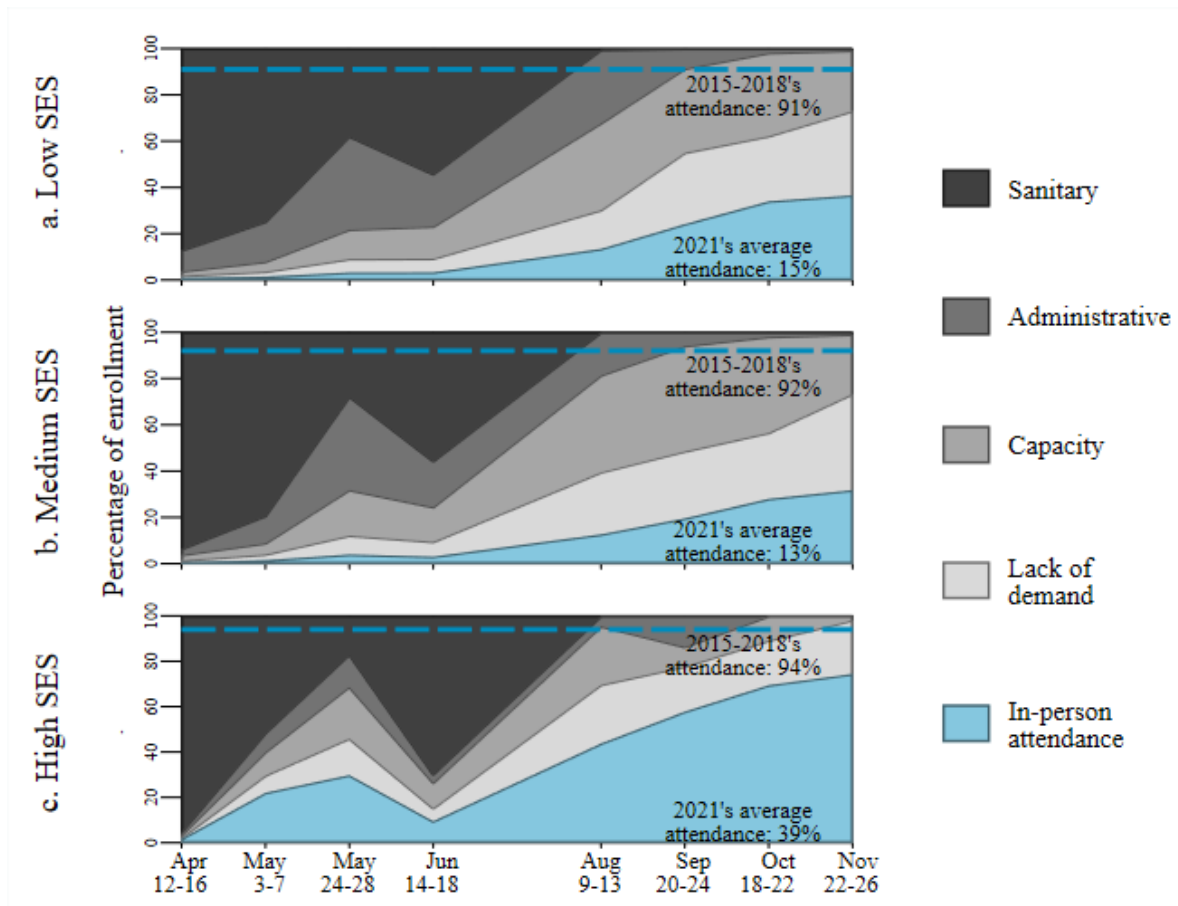 a. Low SES
100
80
60
40
20
0
2015-2018's
attendance: 91%
2021's average
attendance: 15%
Percentage of enrollment
b. Medium SES
100
80
60
40
20
0
2015-2018's
attendance: 92%
2021's average
attendance: 13%
c. High SES
100
80
60
40
20
0
2015-2018's
attendance: 94%
2021's average
attendance: 39%
Apr
12-16
May
3-7
May
24-28
Jun
14-18
Aug
9-13
Sep
20-24
Oct
18-22
Nov
22-26
Sanitary
Administrative
Capacity
Lack of
demand
In-person
attendance